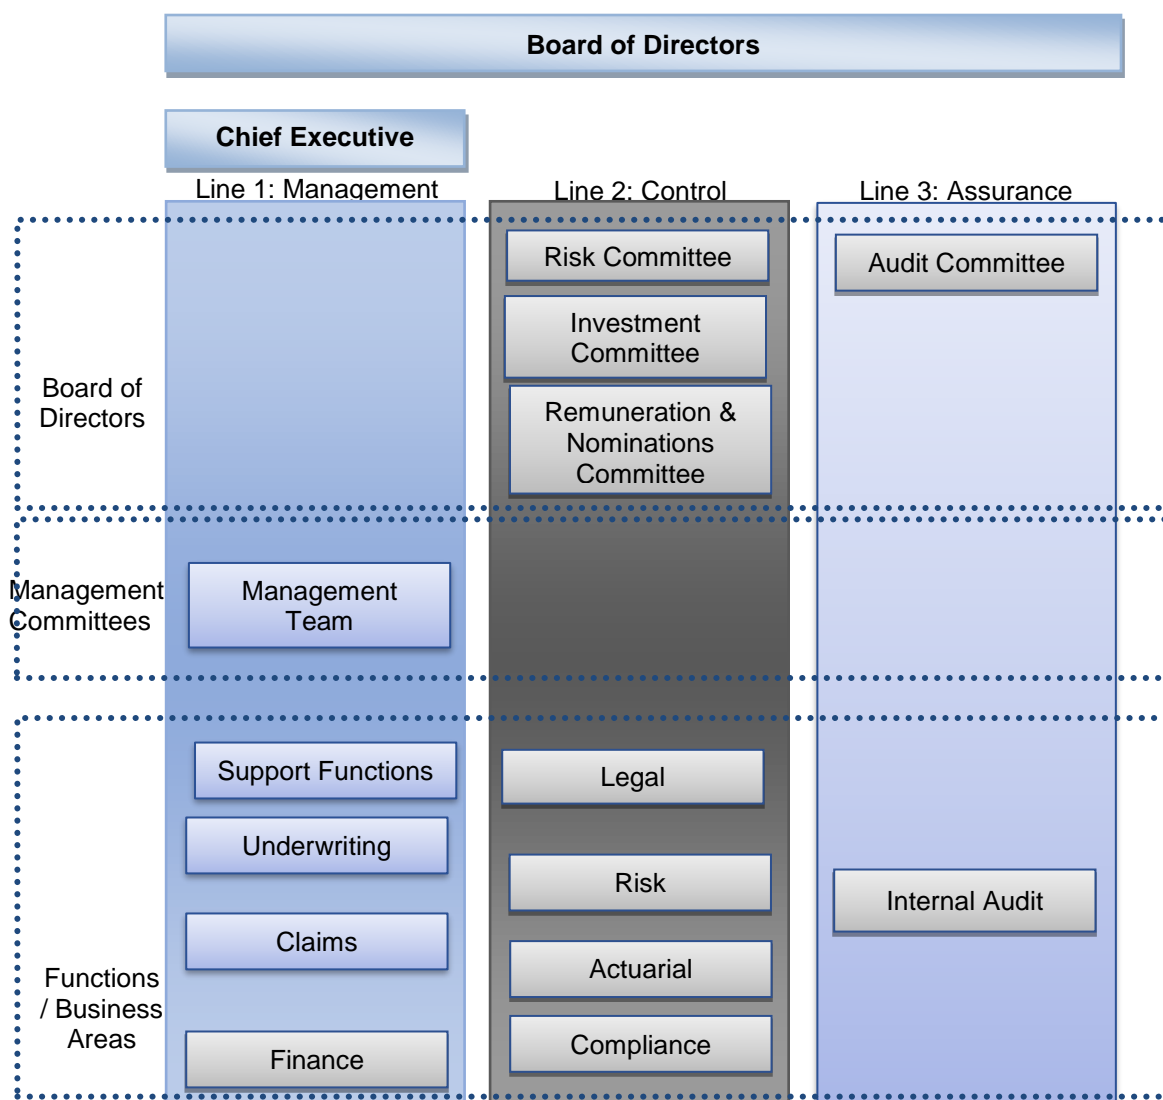 Board of Directors
Chief Executive
Line 1: Management
Line 2: Control
Line 3: Assurance
Board of
Directors
Risk Committee
Investment
Committee
Remuneration &
Nominations
Committee
Audit Committee
Management
Committees
Management
Team
Functions
/ Business
Areas
Support Functions
Underwriting
Claims
Finance
Legal
Risk
Actuarial
Compliance
Internal Audit